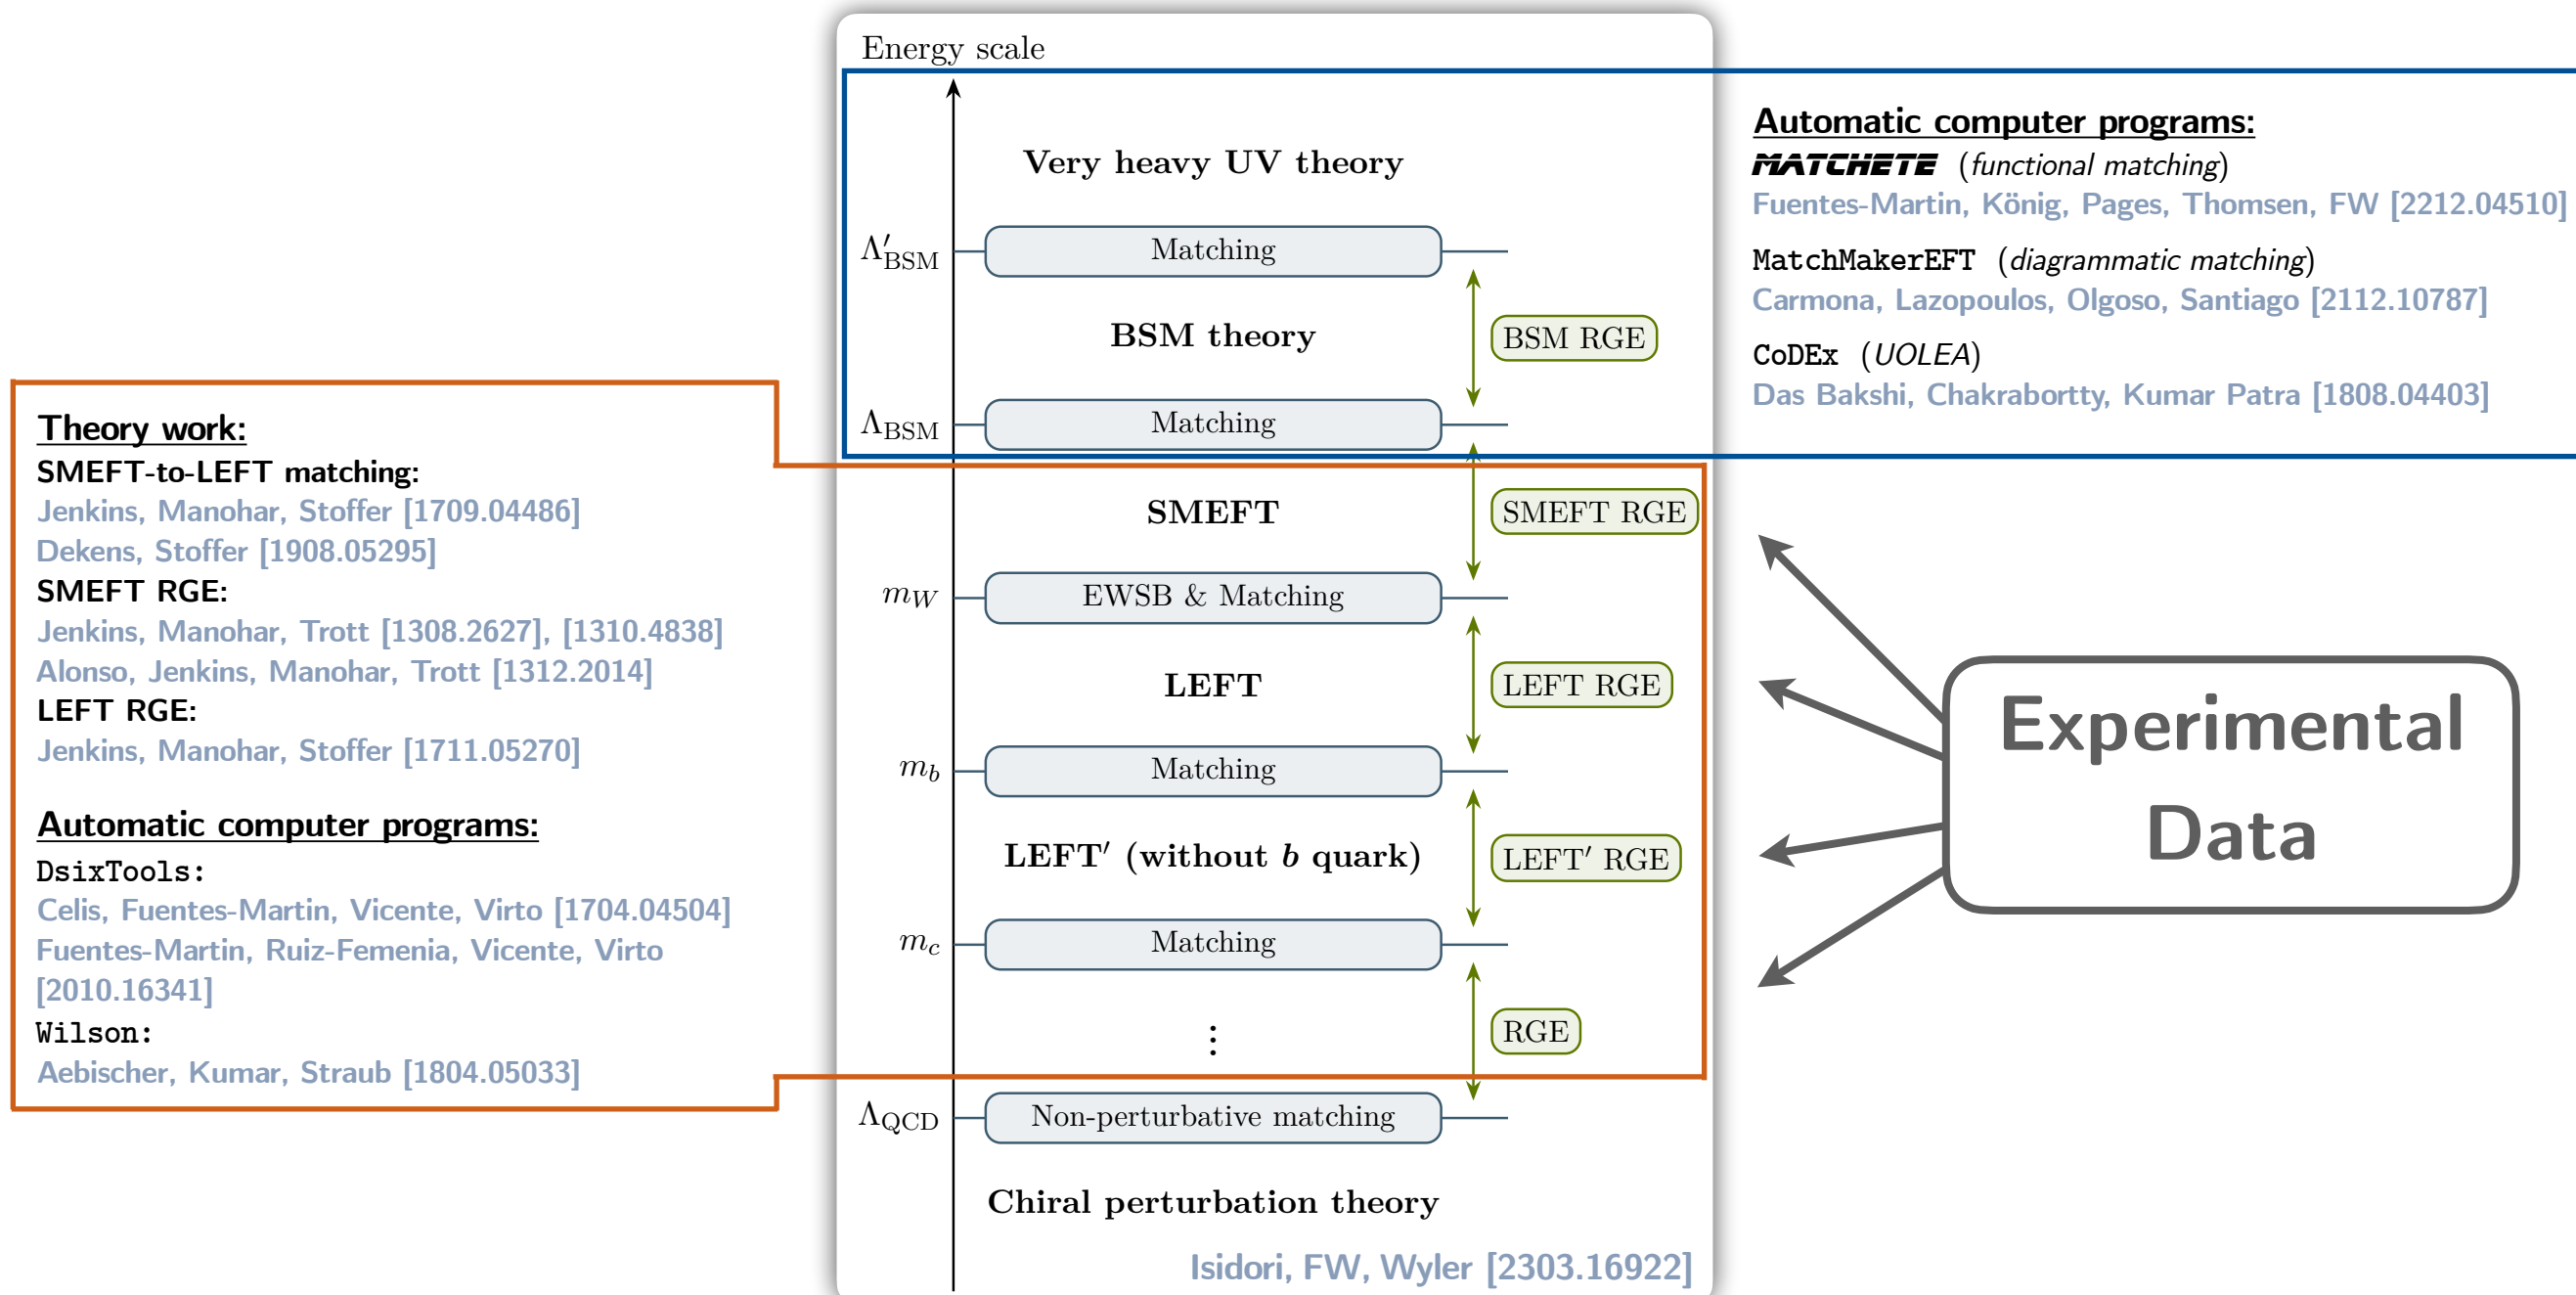 Energy scale
Very heavy UV theory
Λ′BSM
Matching
BSM theory
BSM RGE
ΛBSM
Matching
SMEFT
SMEFT RGE
mW
EWSB & Matching
LEFT
LEFT RGE
mb
Matching
LEFT′ (without b quark)
LEFT′ RGE
mc
Matching
⋮
RGE
ΛQCD
Non-perturbative matching
Chiral perturbation theory
Isidori, FW, Wyler [2303.16922]
Automatic computer programs:
MATCHETE (functional matching)
Fuentes-Martin, König, Pages, Thomsen, FW [2212.04510]
MatchMakerEFT (diagrammatic matching)
Carmona, Lazopoulos, Olgoso, Santiago [2112.10787]
CoDEx (UOLEA)
Das Bakshi, Chakrabortty, Kumar Patra [1808.04403]
Theory work:
SMEFT-to-LEFT matching:
Jenkins, Manohar, Stoffer [1709.04486]
Dekens, Stoffer [1908.05295]
SMEFT RGE:
Jenkins, Manohar, Trott [1308.2627], [1310.4838]
Alonso, Jenkins, Manohar, Trott [1312.2014]
LEFT RGE:
Jenkins, Manohar, Stoffer [1711.05270]
Automatic computer programs:
DsixTools:
Celis, Fuentes-Martin, Vicente, Virto [1704.04504]
Fuentes-Martin, Ruiz-Femenia, Vicente, Virto
[2010.16341]
Wilson:
Aebischer, Kumar, Straub [1804.05033]
Experimental
Data